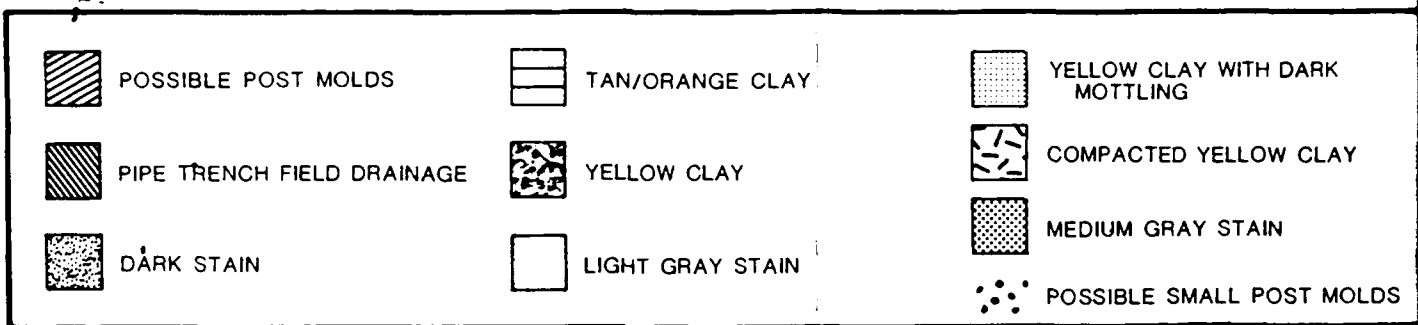 POSSIBLE POST MOLDS
PIPE TRENCH FIELD DRAINAGE
DARK STAIN
TAN/ORANGE CLAY
YELLOW CLAY
LIGHT GRAY STAIN
YELLOW CLAY WITH DARK
MOTTLING
COMPACTED YELLOW CLAY
MEDIUM GRAY STAIN
POSSIBLE SMALL POST MOLDS